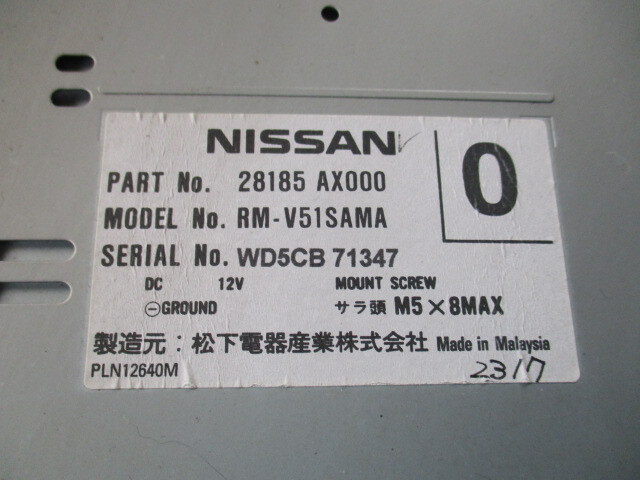 NISSAN
0
PART No. 28185 AX000
MODEL No. RM-V51SAMA
SERIAL No. WD5CB 71347
DC 12V MOUNT SCREW
⊖GROUND サラ頭 M5×8MAX
製造元：松下電器産業株式会社 Made in Malaysia
PLN12640M
2317